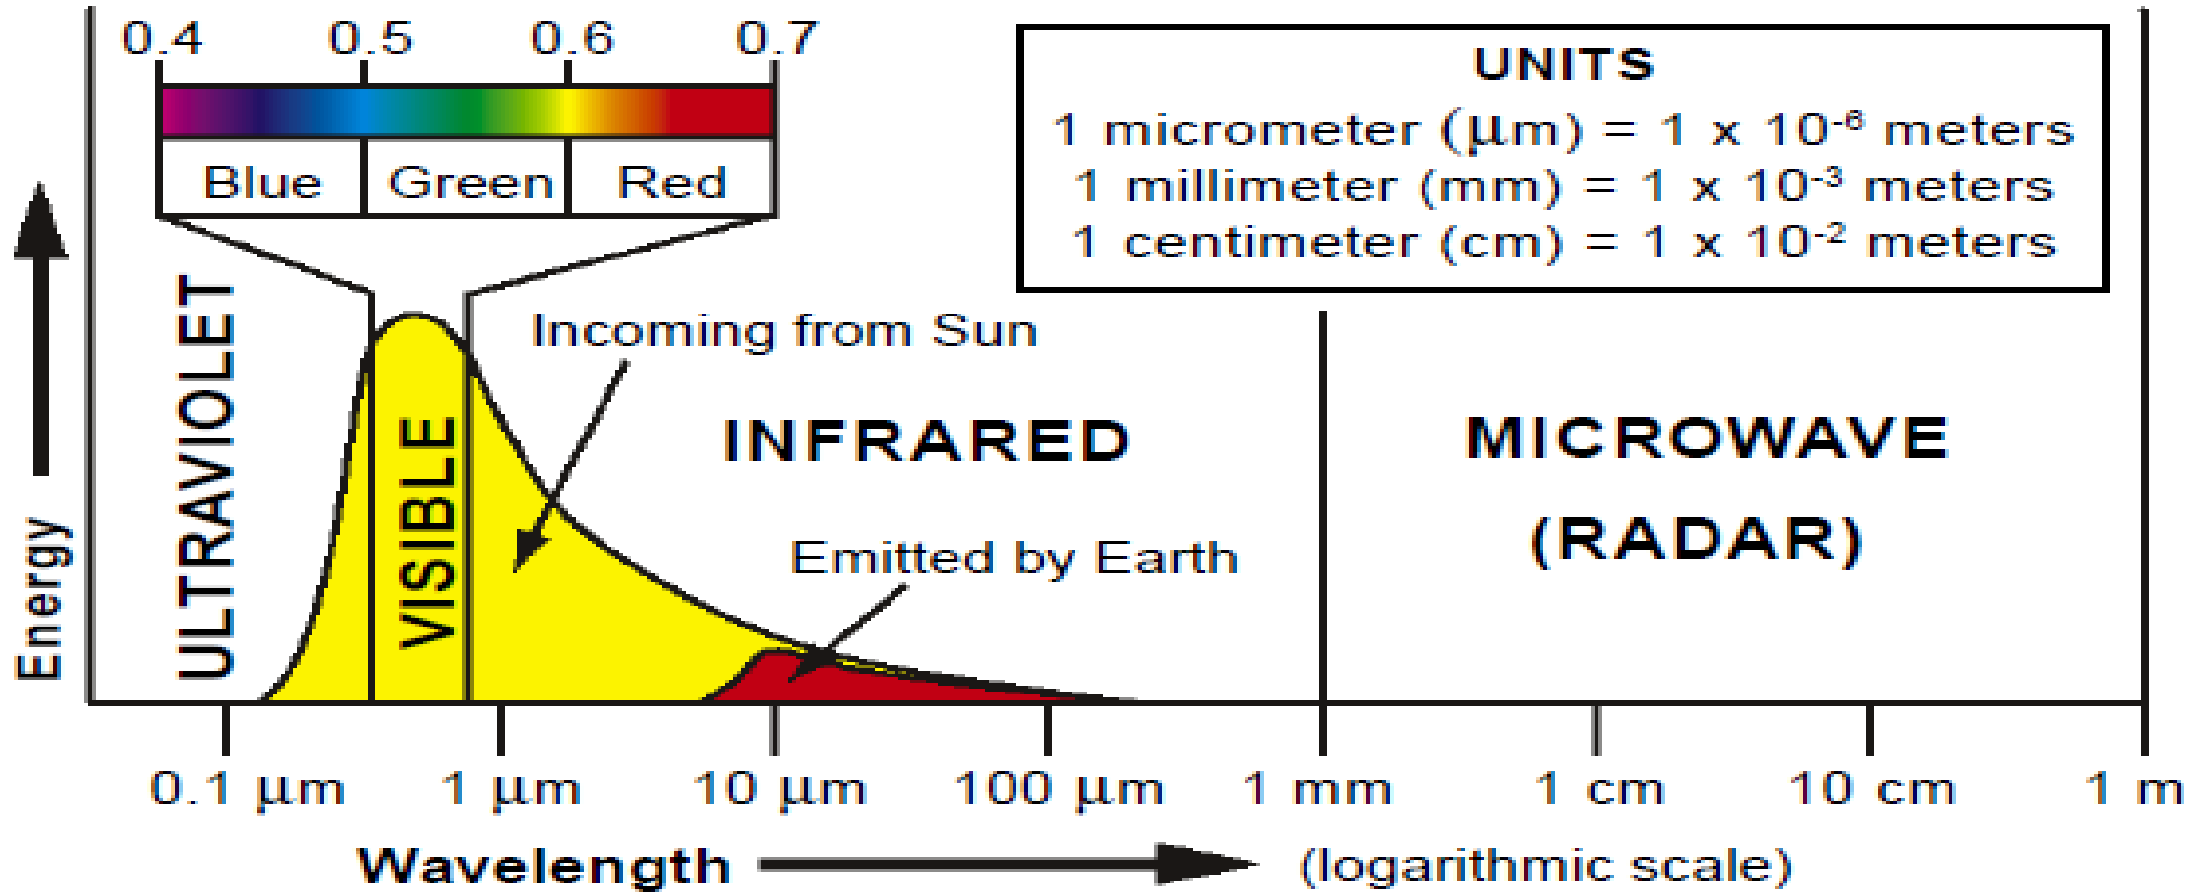 0.4 0.5 0.6 0.7
Blue Green Red
UNITS
1 micrometer (μm) = 1 x 10⁻⁶ meters
1 millimeter (mm) = 1 x 10⁻³ meters
1 centimeter (cm) = 1 x 10⁻² meters
Energy
ULTRAVIOLET
VISIBLE
Incoming from Sun
INFRARED
Emitted by Earth
MICROWAVE
(RADAR)
0.1 μm 1 μm 10 μm 100 μm 1 mm 1 cm 10 cm 1 m
Wavelength (logarithmic scale)